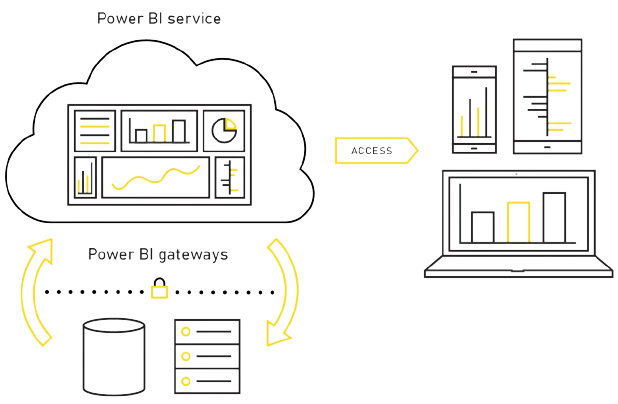 Power BI service
ACCESS
Power BI gateways